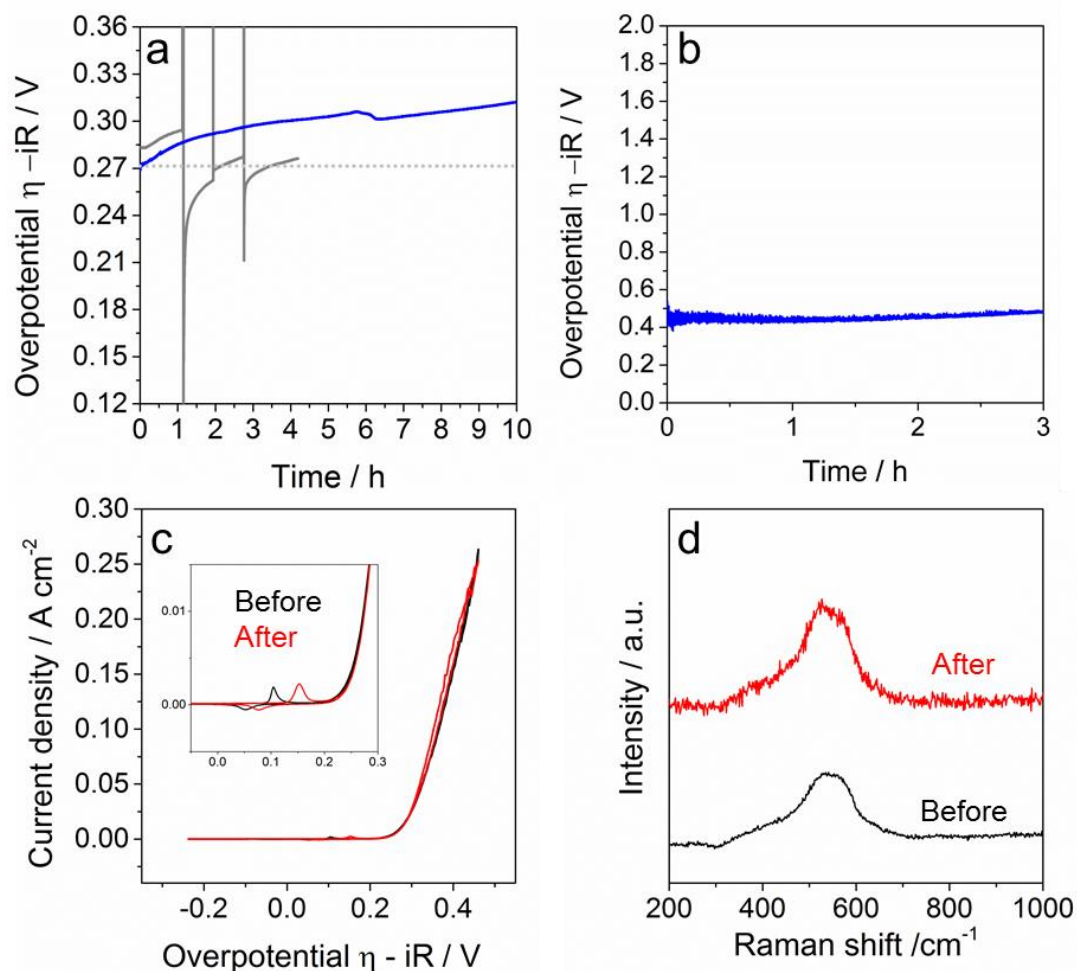 a
0.36
0.33
0.30
0.27
0.24
0.21
0.18
0.15
0.12
Overpotential η –iR / V
0 1 2 3 4 5 6 7 8 9 10
Time / h
b
2.0
1.8
1.6
1.4
1.2
1.0
0.8
0.6
0.4
0.2
0.0
Overpotential η –iR / V
0 1 2 3
Time / h
c
0.30
0.25
0.20
0.15
0.10
0.05
0.00
Current density / A cm⁻²
Before
After
0.01
0.00
0.0 0.1 0.2 0.3
-0.2 0.0 0.2 0.4
Overpotential η - iR / V
d
Intensity / a.u.
After
Before
200 400 600 800 1000
Raman shift /cm⁻¹